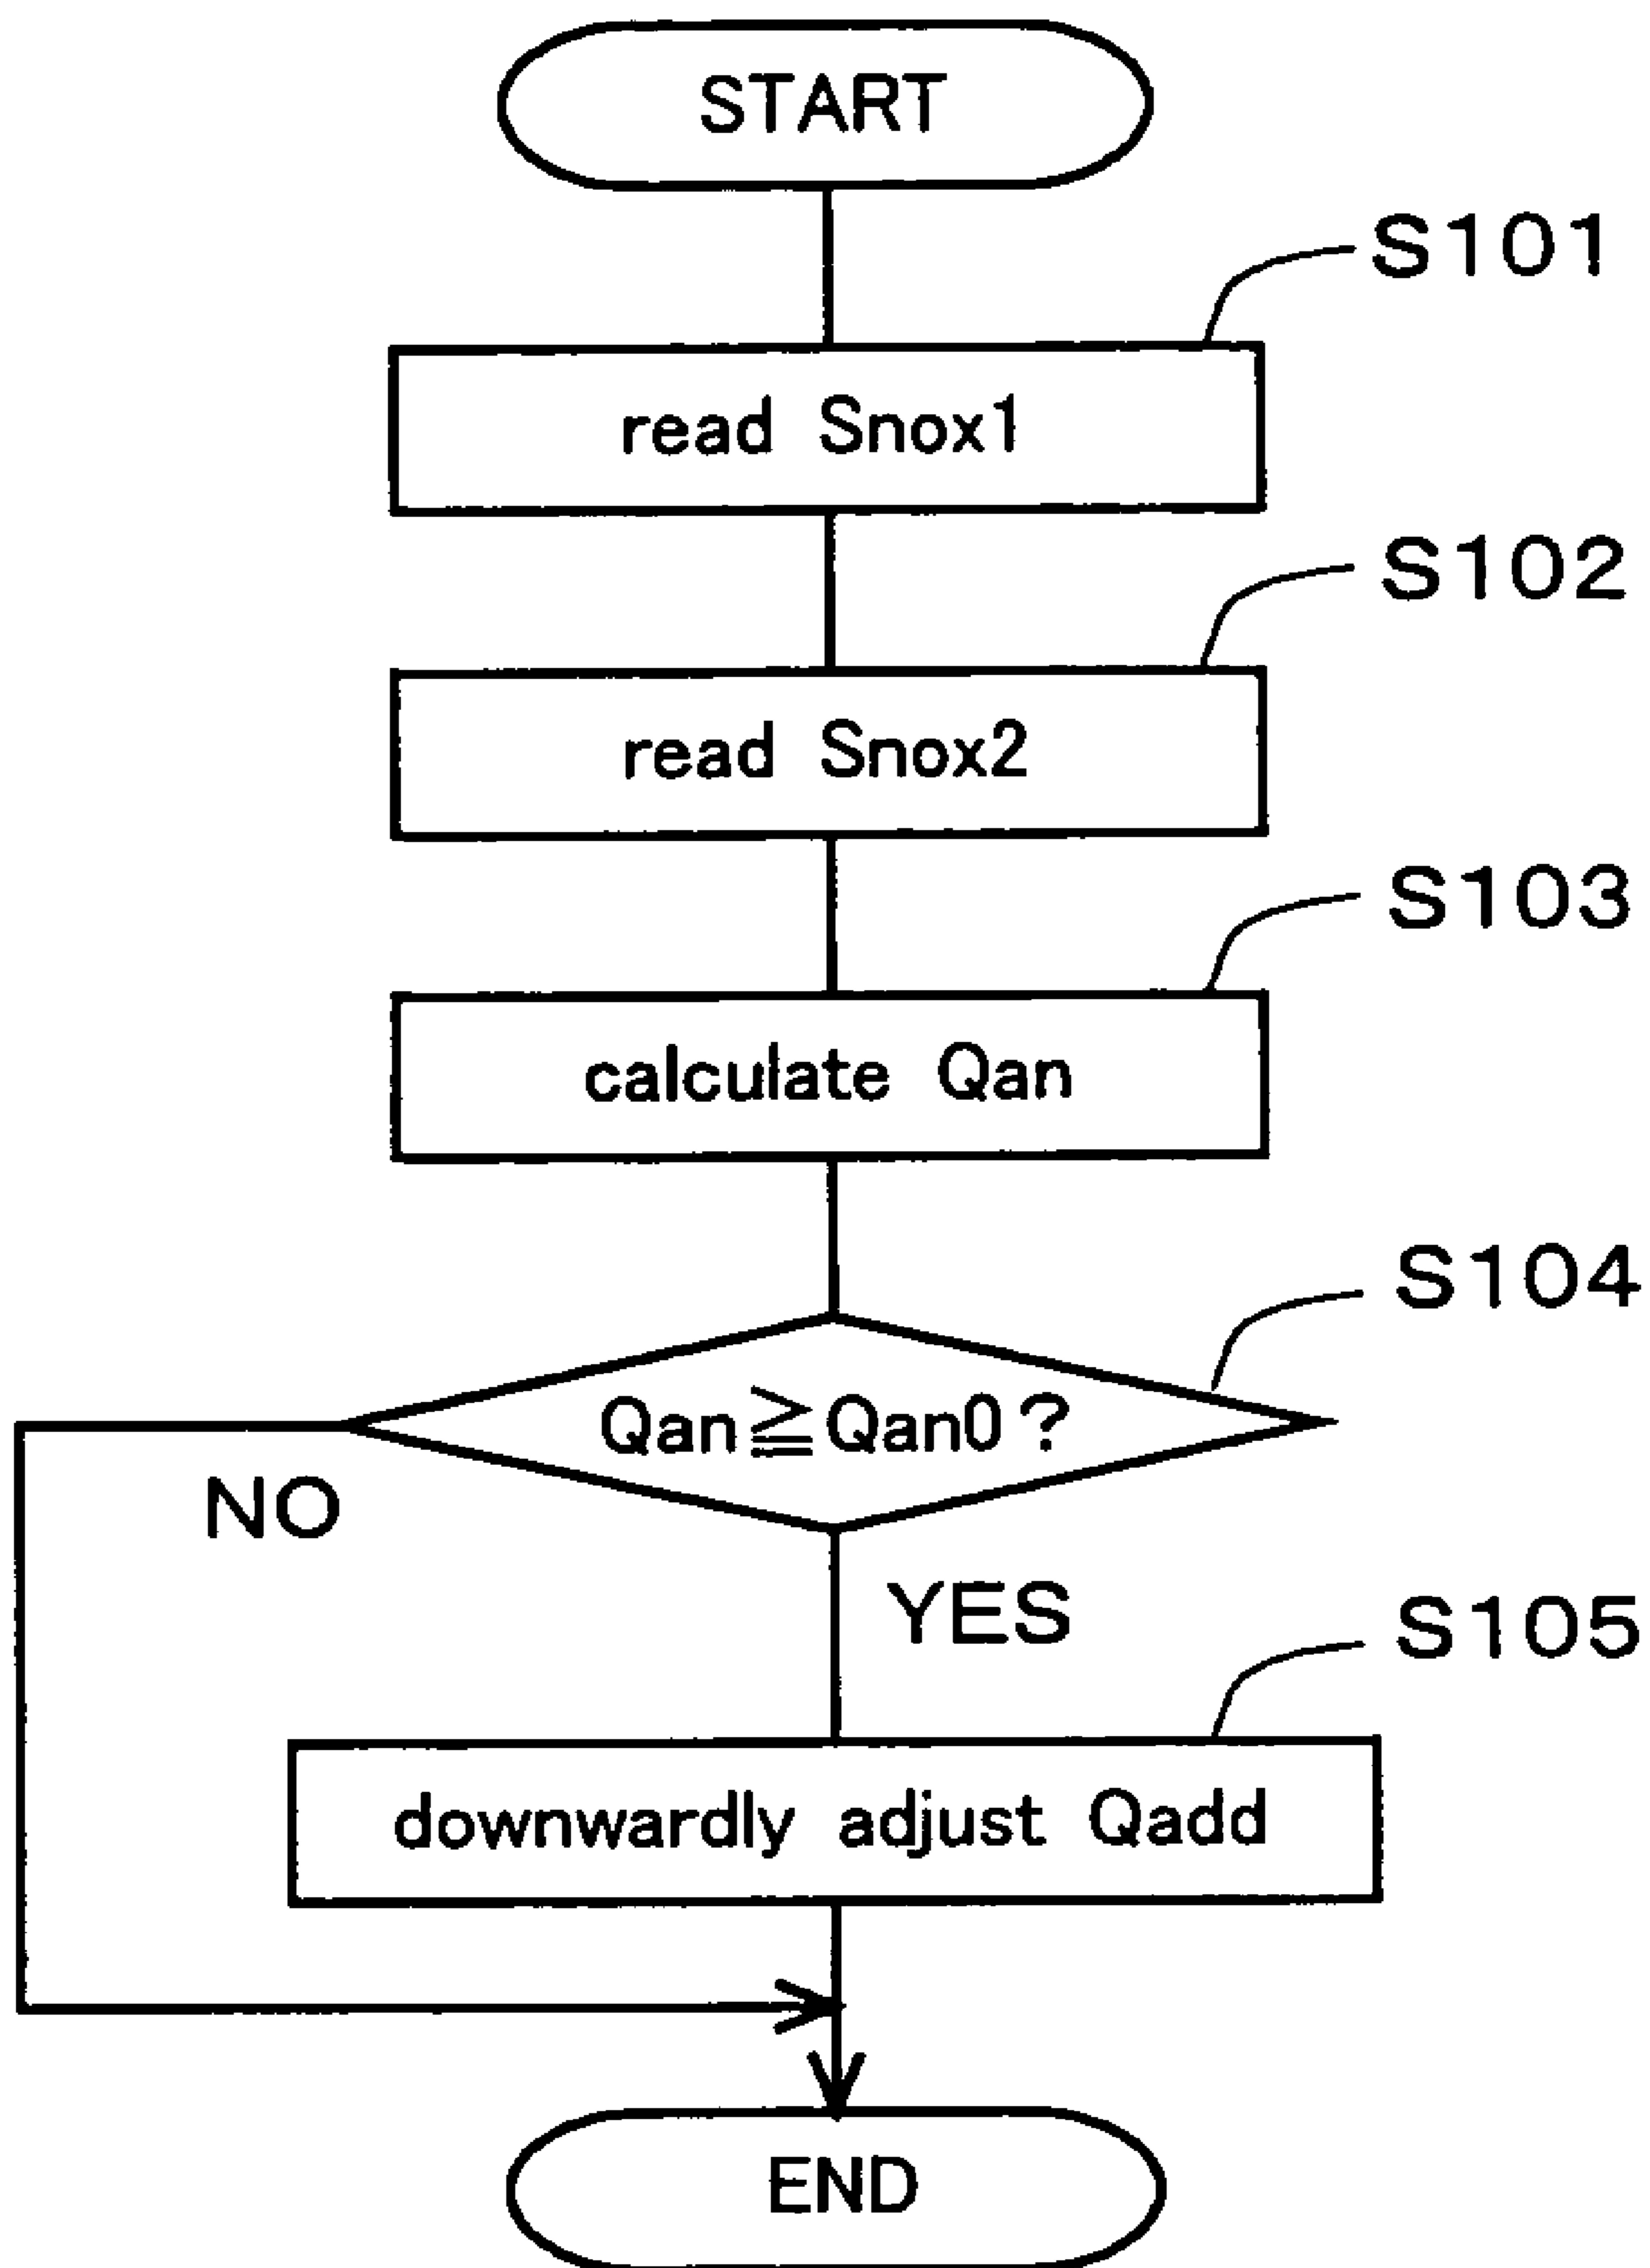 START
S101
read Snox1
S102
read Snox2
S103
calculate Qan
S104
Qan≧Qan0?
NO
YES
S105
downwardly adjust Qadd
END